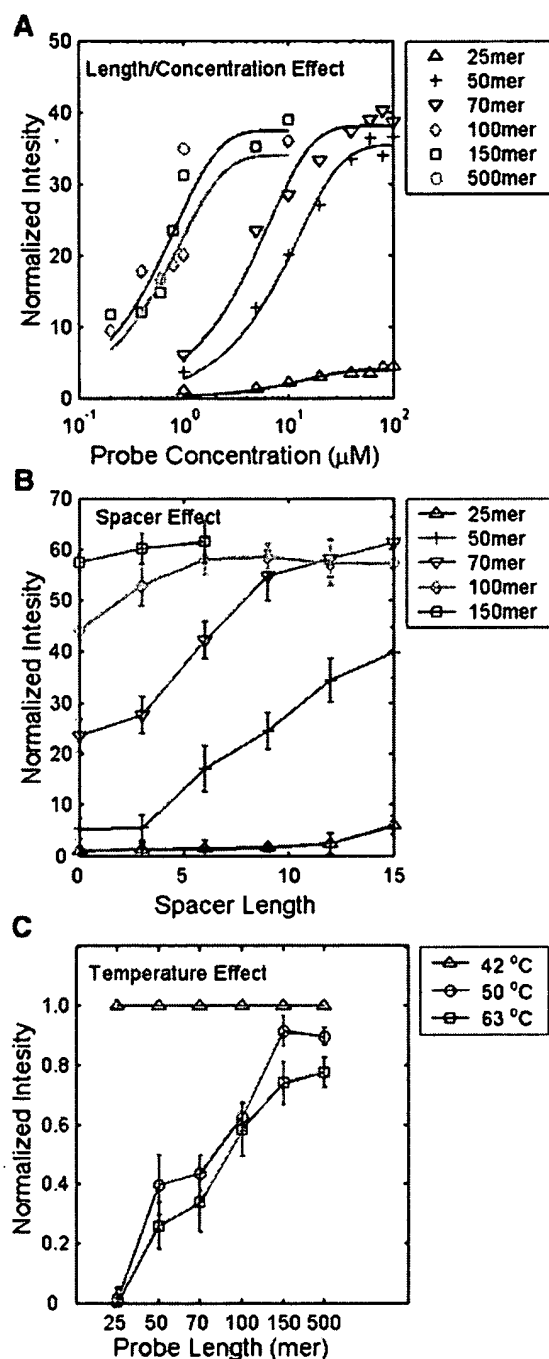 A
Length/Concentration Effect
Normalized Intesity
50
40
30
20
10
0
10⁻¹ 10⁰ 10¹ 10²
Probe Concentration (μM)
25mer
50mer
70mer
100mer
150mer
500mer
B
Spacer Effect
Normalized Intesity
70
60
50
40
30
20
10
0
0 5 10 15
Spacer Length
25mer
50mer
70mer
100mer
150mer
C
Temperature Effect
Normalized Intesity
1.0
0.8
0.6
0.4
0.2
0
25 50 70 100 150 500
Probe Length (mer)
42 °C
50 °C
63 °C